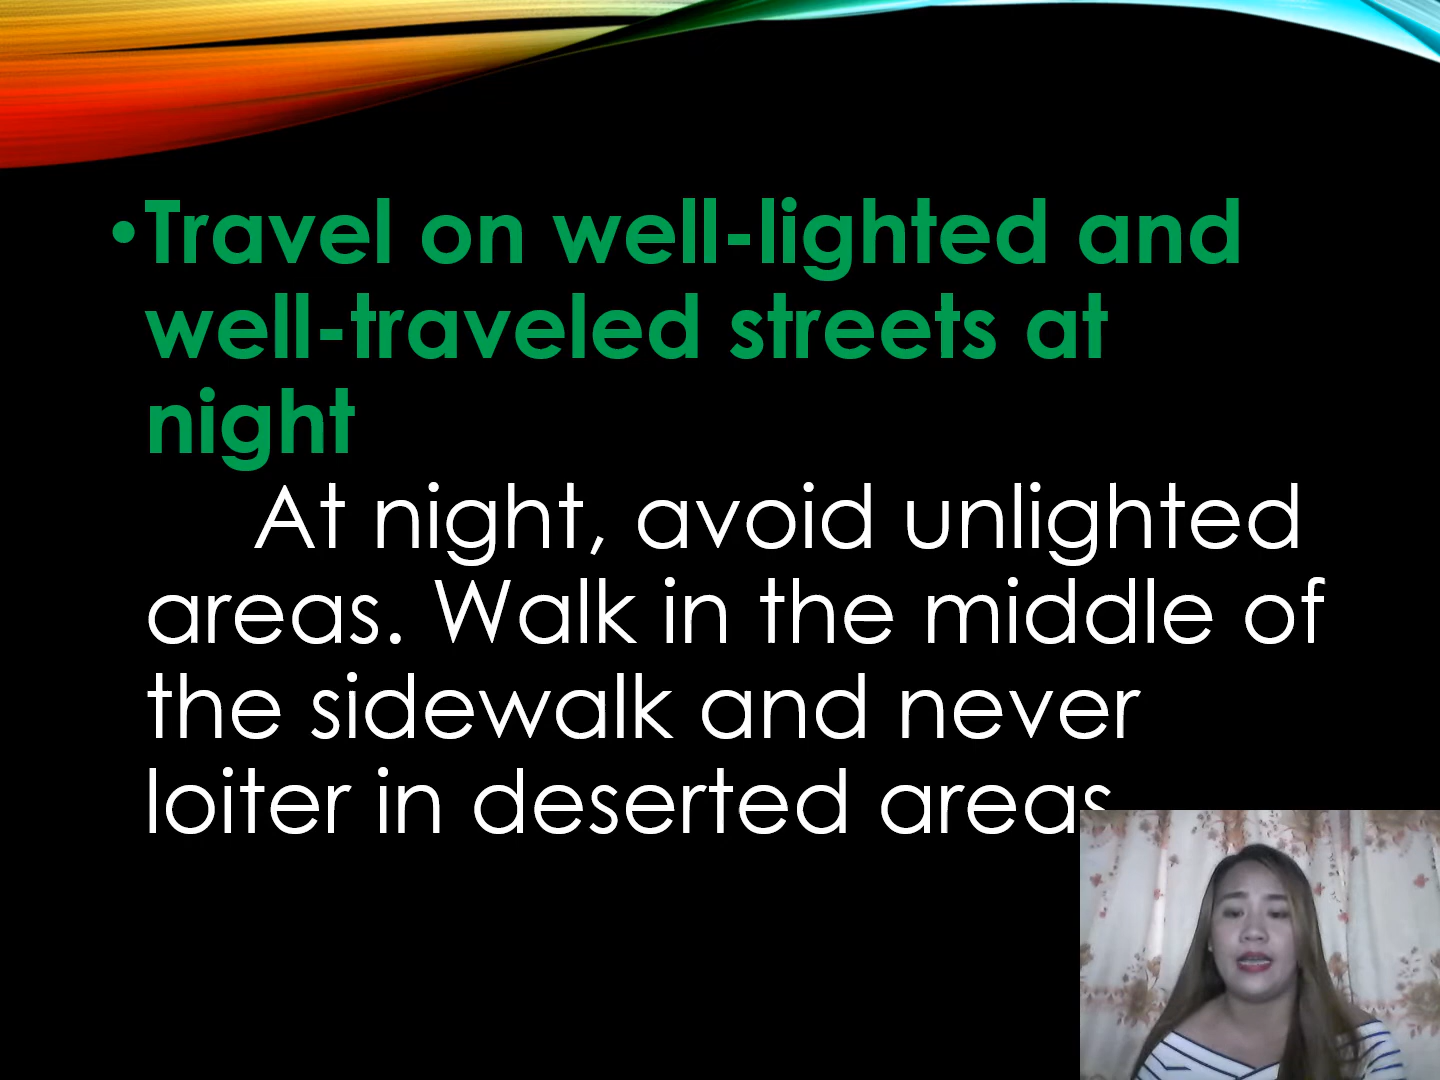 •Travel on well-lighted and
well-traveled streets at
night
At night, avoid unlighted
areas. Walk in the middle of
the sidewalk and never
loiter in deserted areas